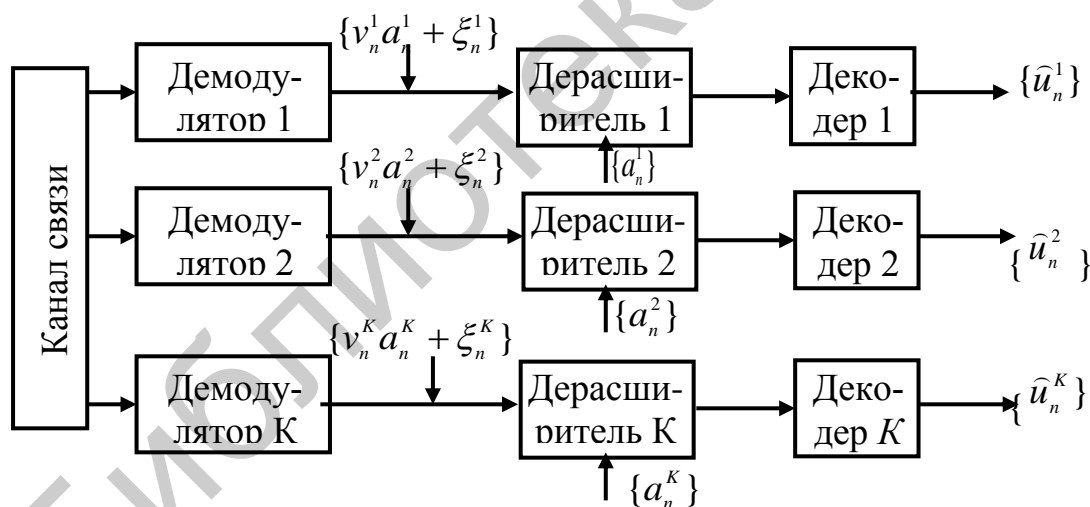 {v_n^1 a_n^1 + ξ_n^1}
Демоду-
лятор 1
Дерасши-
ритель 1
Деко-
дер 1
{û_n^1}
{a_n^1}
Канал связи
{v_n^2 a_n^2 + ξ_n^2}
Демоду-
лятор 2
Дерасши-
ритель 2
Деко-
дер 2
{û_n^2}
{a_n^2}
{v_n^K a_n^K + ξ_n^K}
Демоду-
лятор К
Дерасши-
ритель К
Деко-
дер К
{û_n^K}
{a_n^K}
библиотека